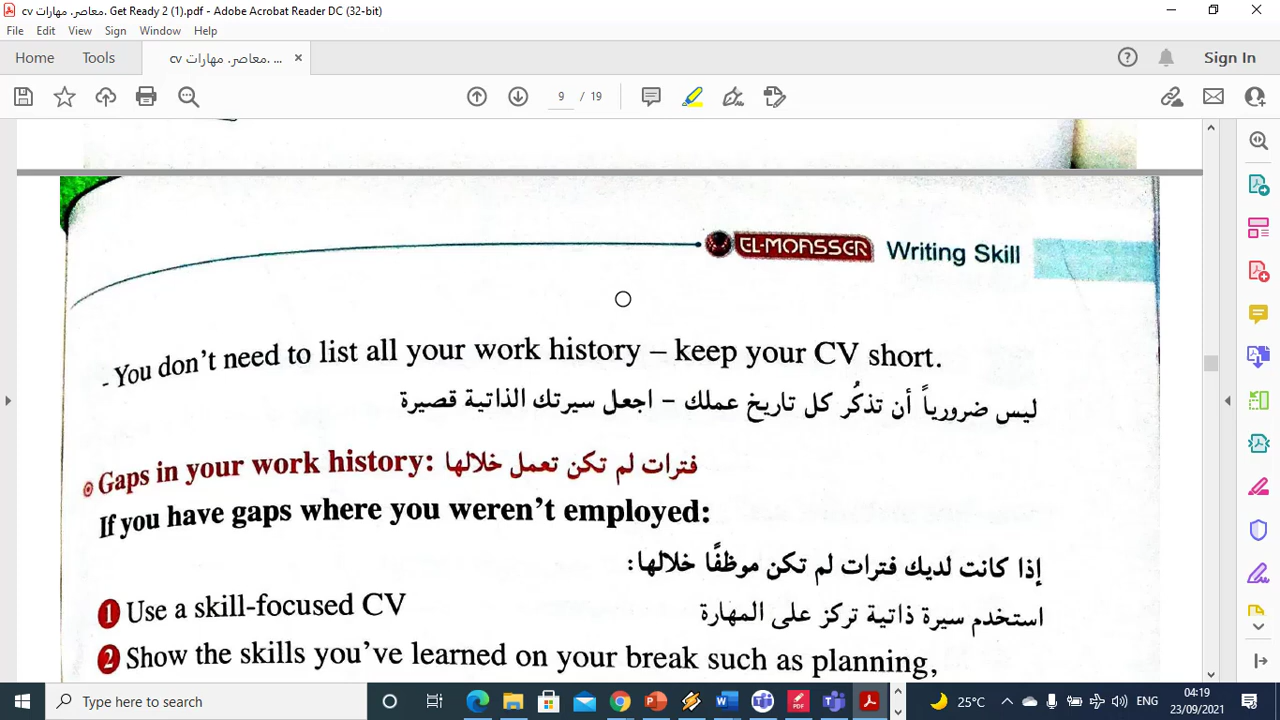 معاصر. مهارات cv. Get Ready 2 (1).pdf - Adobe Acrobat Reader DC (32-bit)
File Edit View Sign Window Help
Home Tools معاصر. مهارات cv. ... × Sign In
9 / 19
EL-MOASSER Writing Skill
- You don't need to list all your work history – keep your CV short.
ليس ضرورياً أن تذكُر كل تاريخ عملك – اجعل سيرتك الذاتية قصيرة
Gaps in your work history: فترات لم تكن تعمل خلالها
If you have gaps where you weren't employed:
إذا كانت لديك فترات لم تكن موظفًا خلالها:
1 Use a skill-focused CV استخدم سيرة ذاتية تركز على المهارة
2 Show the skills you've learned on your break such as planning,
Type here to search 25°C ENG 04:19
23/09/2021